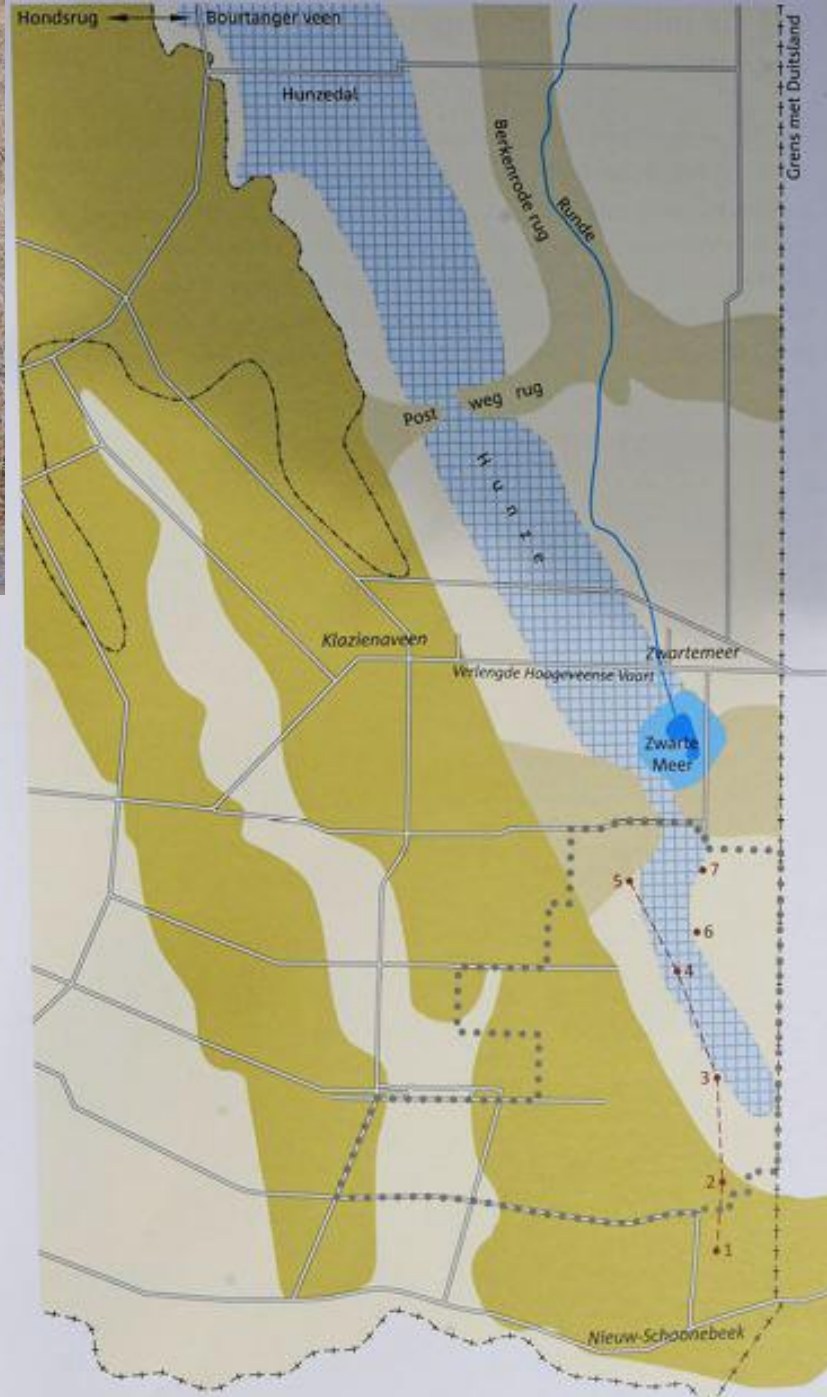 Hondsrug
Bourtanger veen
Grens met Duitsland
Hunzedal
Berkenrode rug
Runde
Post weg rug
Hunze
Klazienaveen
Zwartemeer
Verlengde Hoogeveense Vaart
Zwarte
Meer
5
7
6
4
3
2
1
Nieuw-Schoonebeek